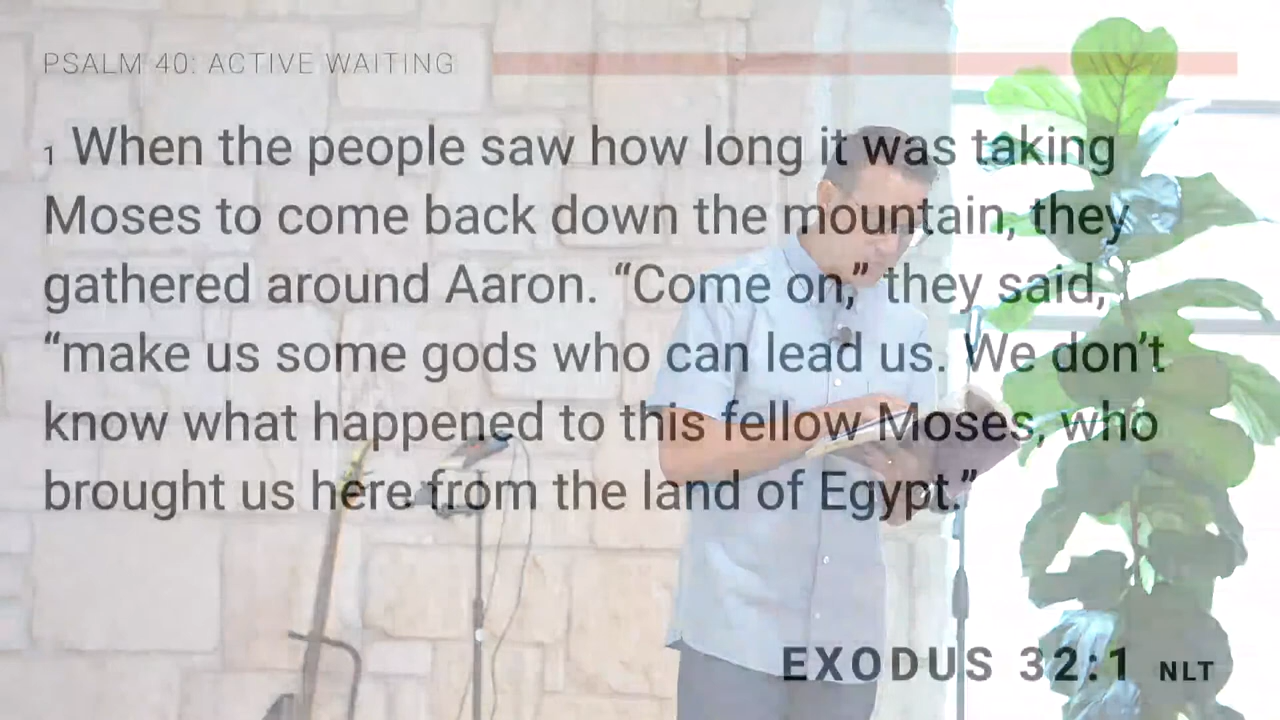 PSALM 40: ACTIVE WAITING
1 When the people saw how long it was taking
Moses to come back down the mountain, they
gathered around Aaron. “Come on,” they said,
“make us some gods who can lead us. We don’t
know what happened to this fellow Moses, who
brought us here from the land of Egypt.”
EXODUS 32:1 NLT